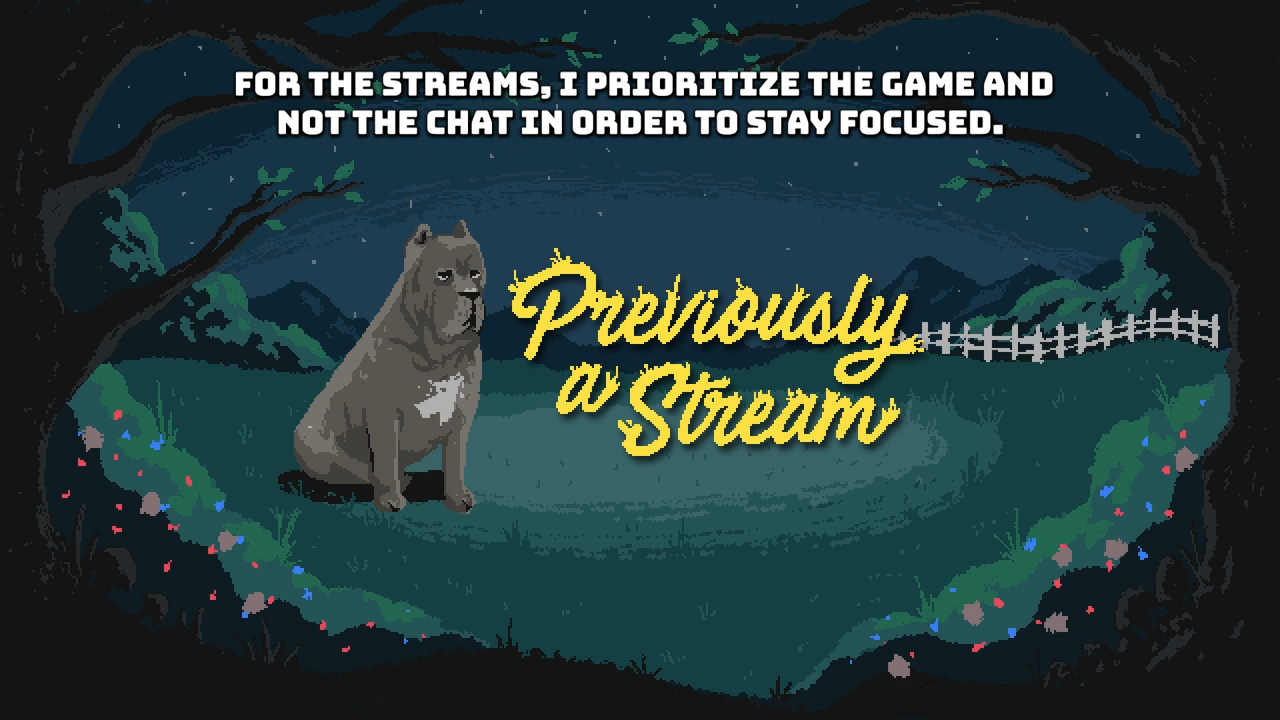 FOR THE STREAMS, I PRIORITIZE THE GAME AND
NOT THE CHAT IN ORDER TO STAY FOCUSED.
Previously
a Stream